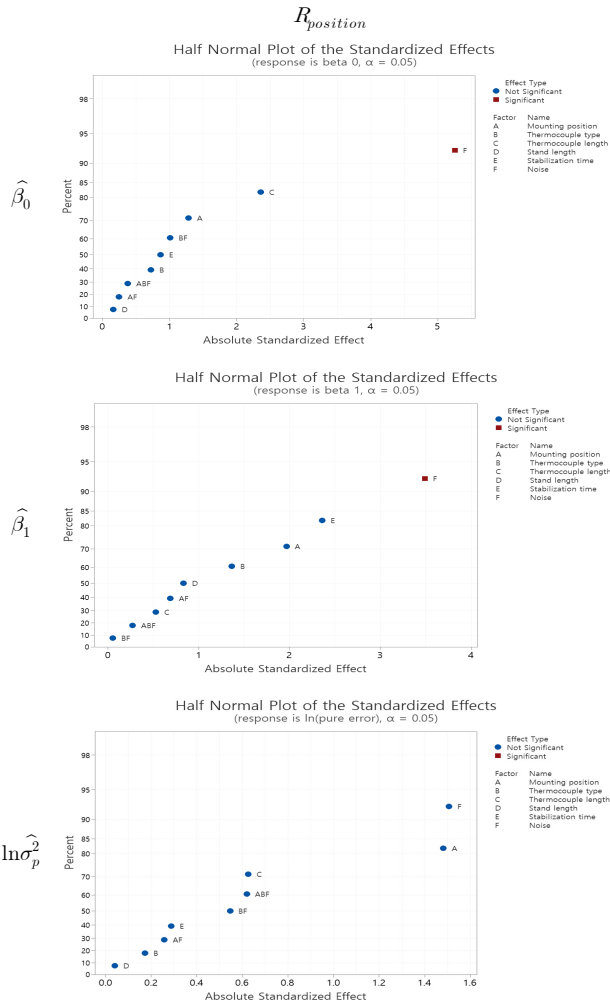 R_position
Half Normal Plot of the Standardized Effects
(response is beta 0, α = 0.05)
Effect Type
Not Significant
Significant
Factor Name
A Mounting position
B Thermocouple type
C Thermocouple length
D Stand length
E Stabilization time
F Noise
98
95
90
85
80
70
60
50
40
30
20
10
0
Percent
F
C
A
BF
E
B
ABF
AF
D
0 1 2 3 4 5
Absolute Standardized Effect
β̂₀
Half Normal Plot of the Standardized Effects
(response is beta 1, α = 0.05)
Effect Type
Not Significant
Significant
Factor Name
A Mounting position
B Thermocouple type
C Thermocouple length
D Stand length
E Stabilization time
F Noise
98
95
90
85
80
70
60
50
40
30
20
10
0
Percent
F
E
A
B
D
AF
C
ABF
BF
0 1 2 3 4
Absolute Standardized Effect
β̂₁
Half Normal Plot of the Standardized Effects
(response is ln(pure error), α = 0.05)
Effect Type
Not Significant
Significant
Factor Name
A Mounting position
B Thermocouple type
C Thermocouple length
D Stand length
E Stabilization time
F Noise
98
95
90
85
80
70
60
50
40
30
20
10
0
Percent
F
A
C
ABF
BF
E
AF
B
D
0.0 0.2 0.4 0.6 0.8 1.0 1.2 1.4 1.6
Absolute Standardized Effect
lnσ̂²_p